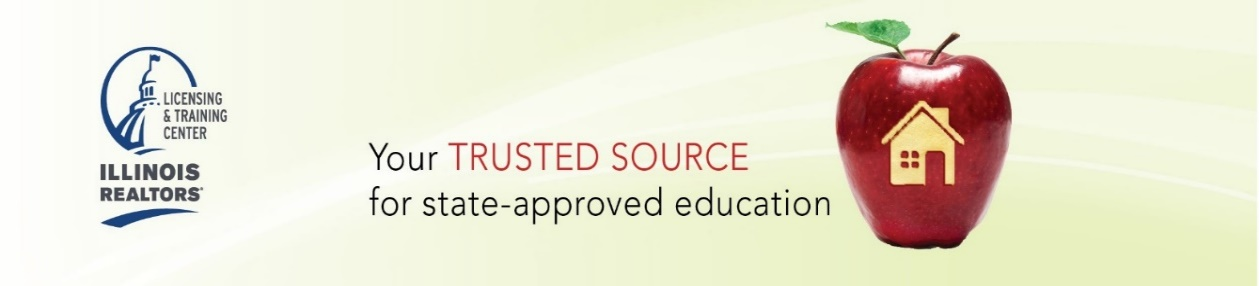 LICENSING
& TRAINING
CENTER
ILLINOIS
REALTORS®
Your TRUSTED SOURCE
for state-approved education